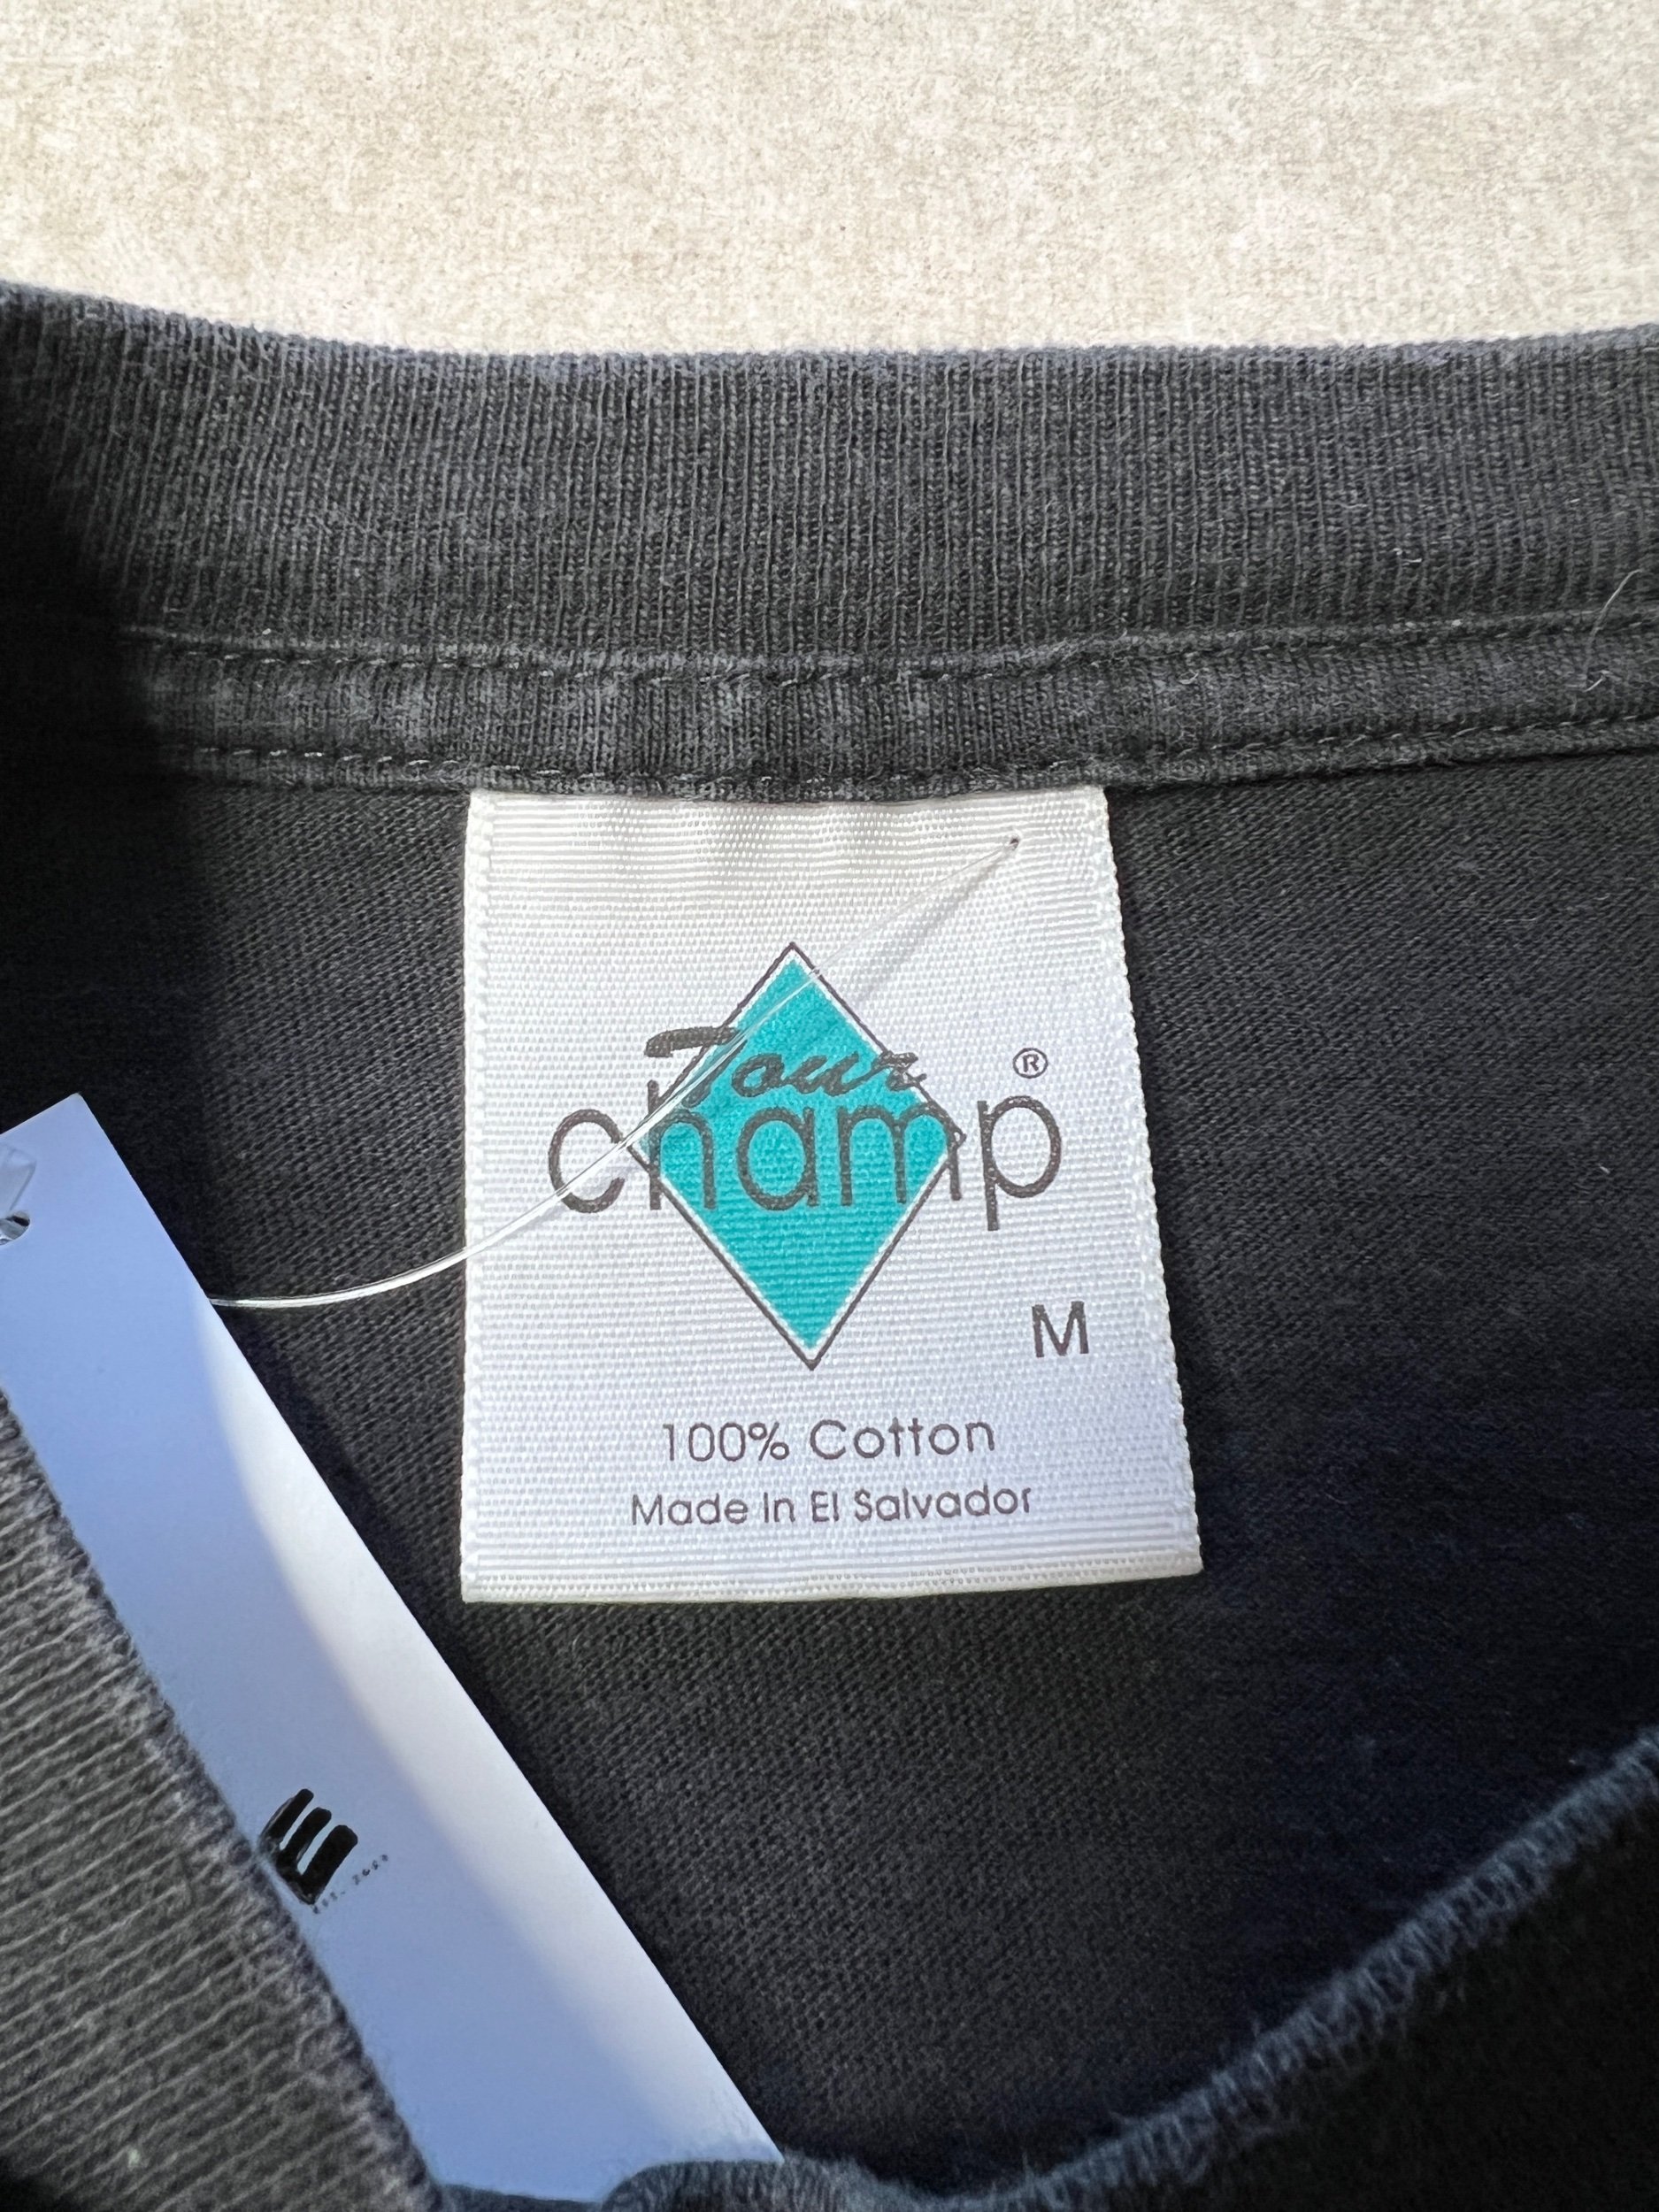 Tour
champ ®
M
100% Cotton
Made In El Salvador